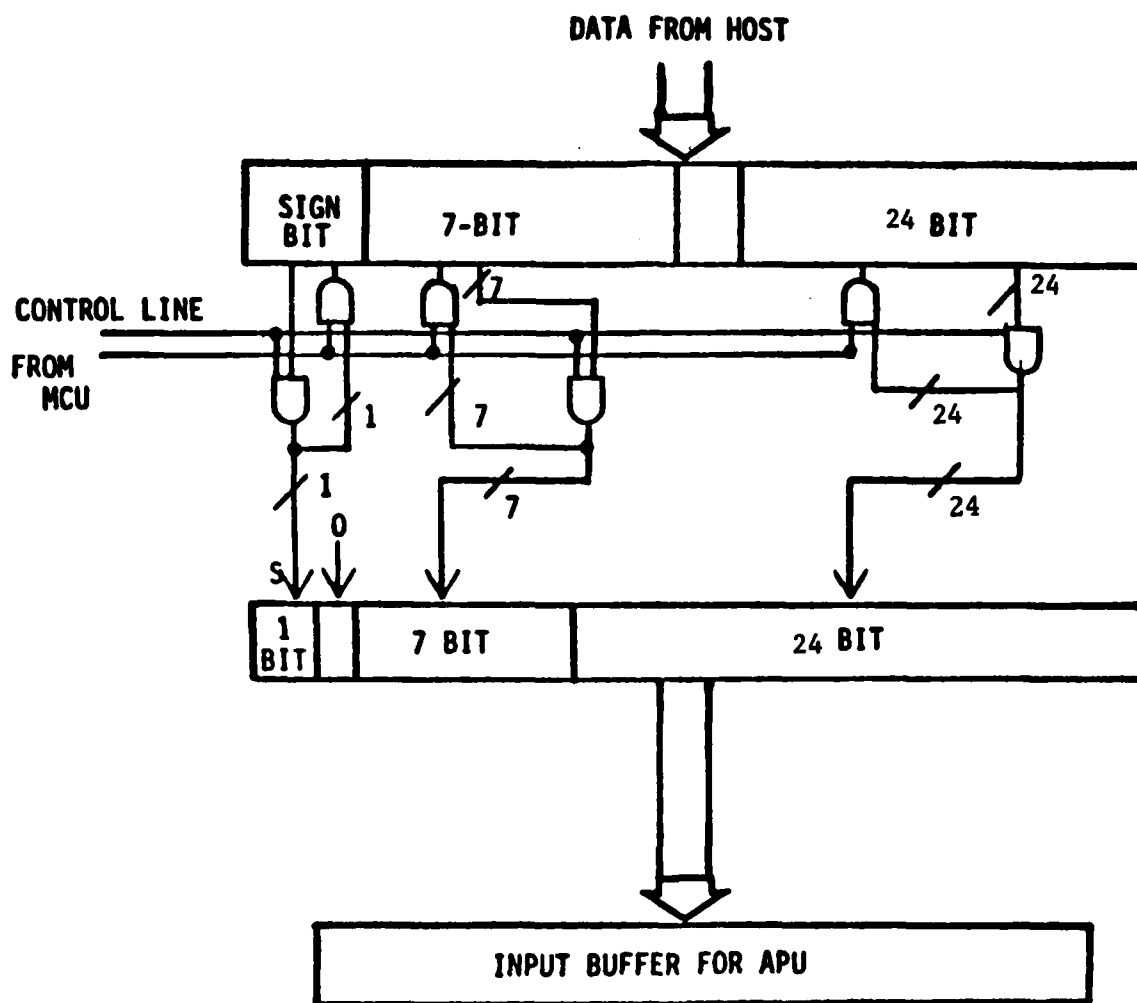 DATA FROM HOST
SIGN
BIT
7-BIT
24 BIT
7
24
CONTROL LINE
FROM
MCU
1
7
24
1
7
24
0
S
1
BIT
7 BIT
24 BIT
INPUT BUFFER FOR APU